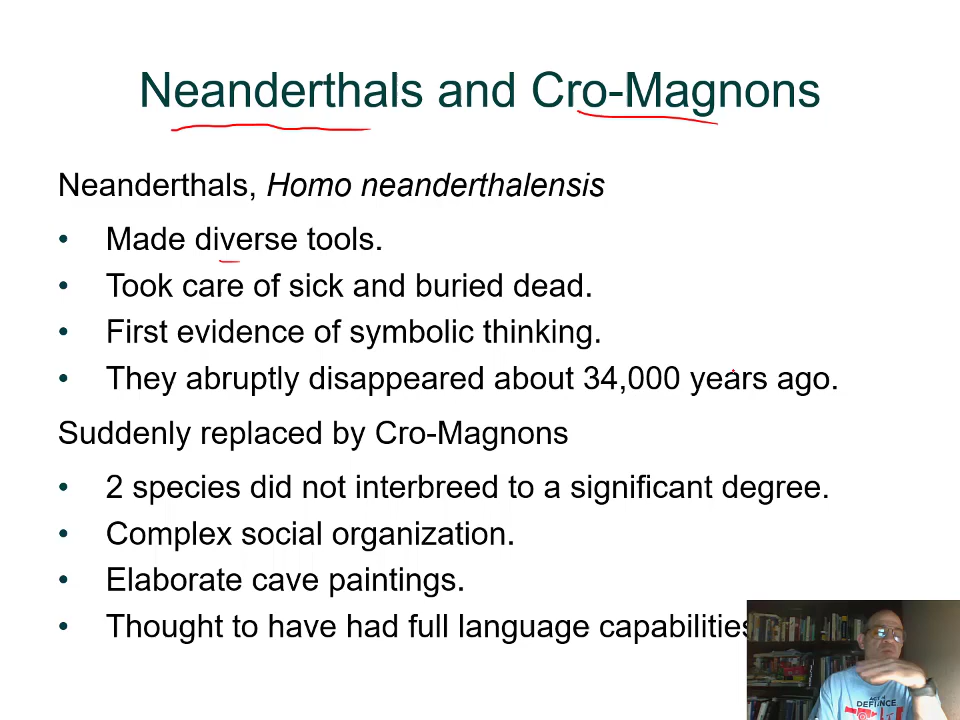 Neanderthals and Cro-Magnons
Neanderthals, Homo neanderthalensis
• Made diverse tools.
• Took care of sick and buried dead.
• First evidence of symbolic thinking.
• They abruptly disappeared about 34,000 years ago.
Suddenly replaced by Cro-Magnons
• 2 species did not interbreed to a significant degree.
• Complex social organization.
• Elaborate cave paintings.
• Thought to have had full language capabilities
DEFIANCE